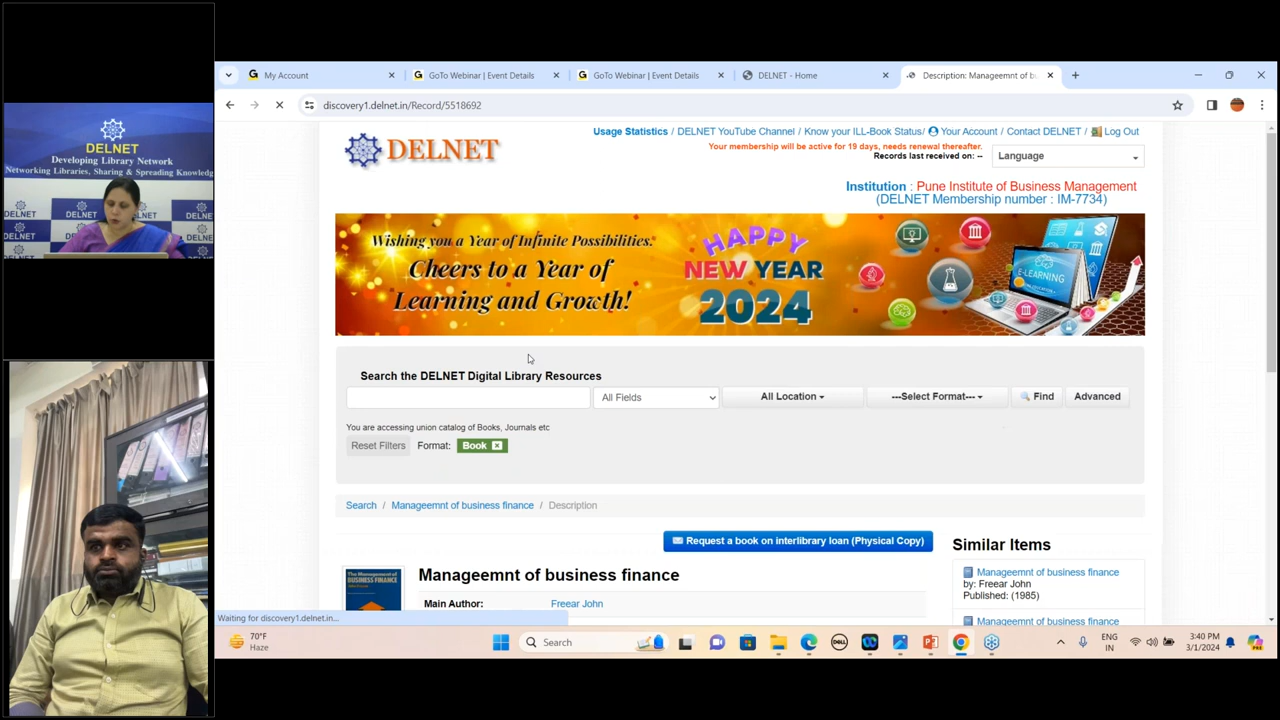 DELNET
Developing Library Network
Networking Libraries, Sharing & Spreading Knowledge
My Account
GoTo Webinar | Event Details
GoTo Webinar | Event Details
DELNET - Home
Description: Manageemnt of bu
discovery1.delnet.in/Record/5518692
DELNET
Usage Statistics / DELNET YouTube Channel / Know your ILL-Book Status/ Your Account / Contact DELNET / Log Out
Your membership will be active for 19 days, needs renewal thereafter.
Records last received on: --
Language
Institution : Pune Institute of Business Management
(DELNET Membership number : IM-7734)
Wishing you a Year of Infinite Possibilities.
Cheers to a Year of
Learning and Growth!
HAPPY
NEW YEAR
2024
E-LEARNING
Search the DELNET Digital Library Resources
All Fields
All Location
---Select Format---
Find
Advanced
You are accessing union catalog of Books, Journals etc
Reset Filters Format: Book
Search / Manageemnt of business finance / Description
Request a book on interlibrary loan (Physical Copy)
Similar Items
Manageemnt of business finance
by: Freear John
Published: (1985)
Manageemnt of business finance
The Management of
BUSINESS FINANCE
Manageemnt of business finance
Main Author: Freear John
Waiting for discovery1.delnet.in...
70°F
Haze
Search
DELL
ENG
IN
3:40 PM
3/1/2024